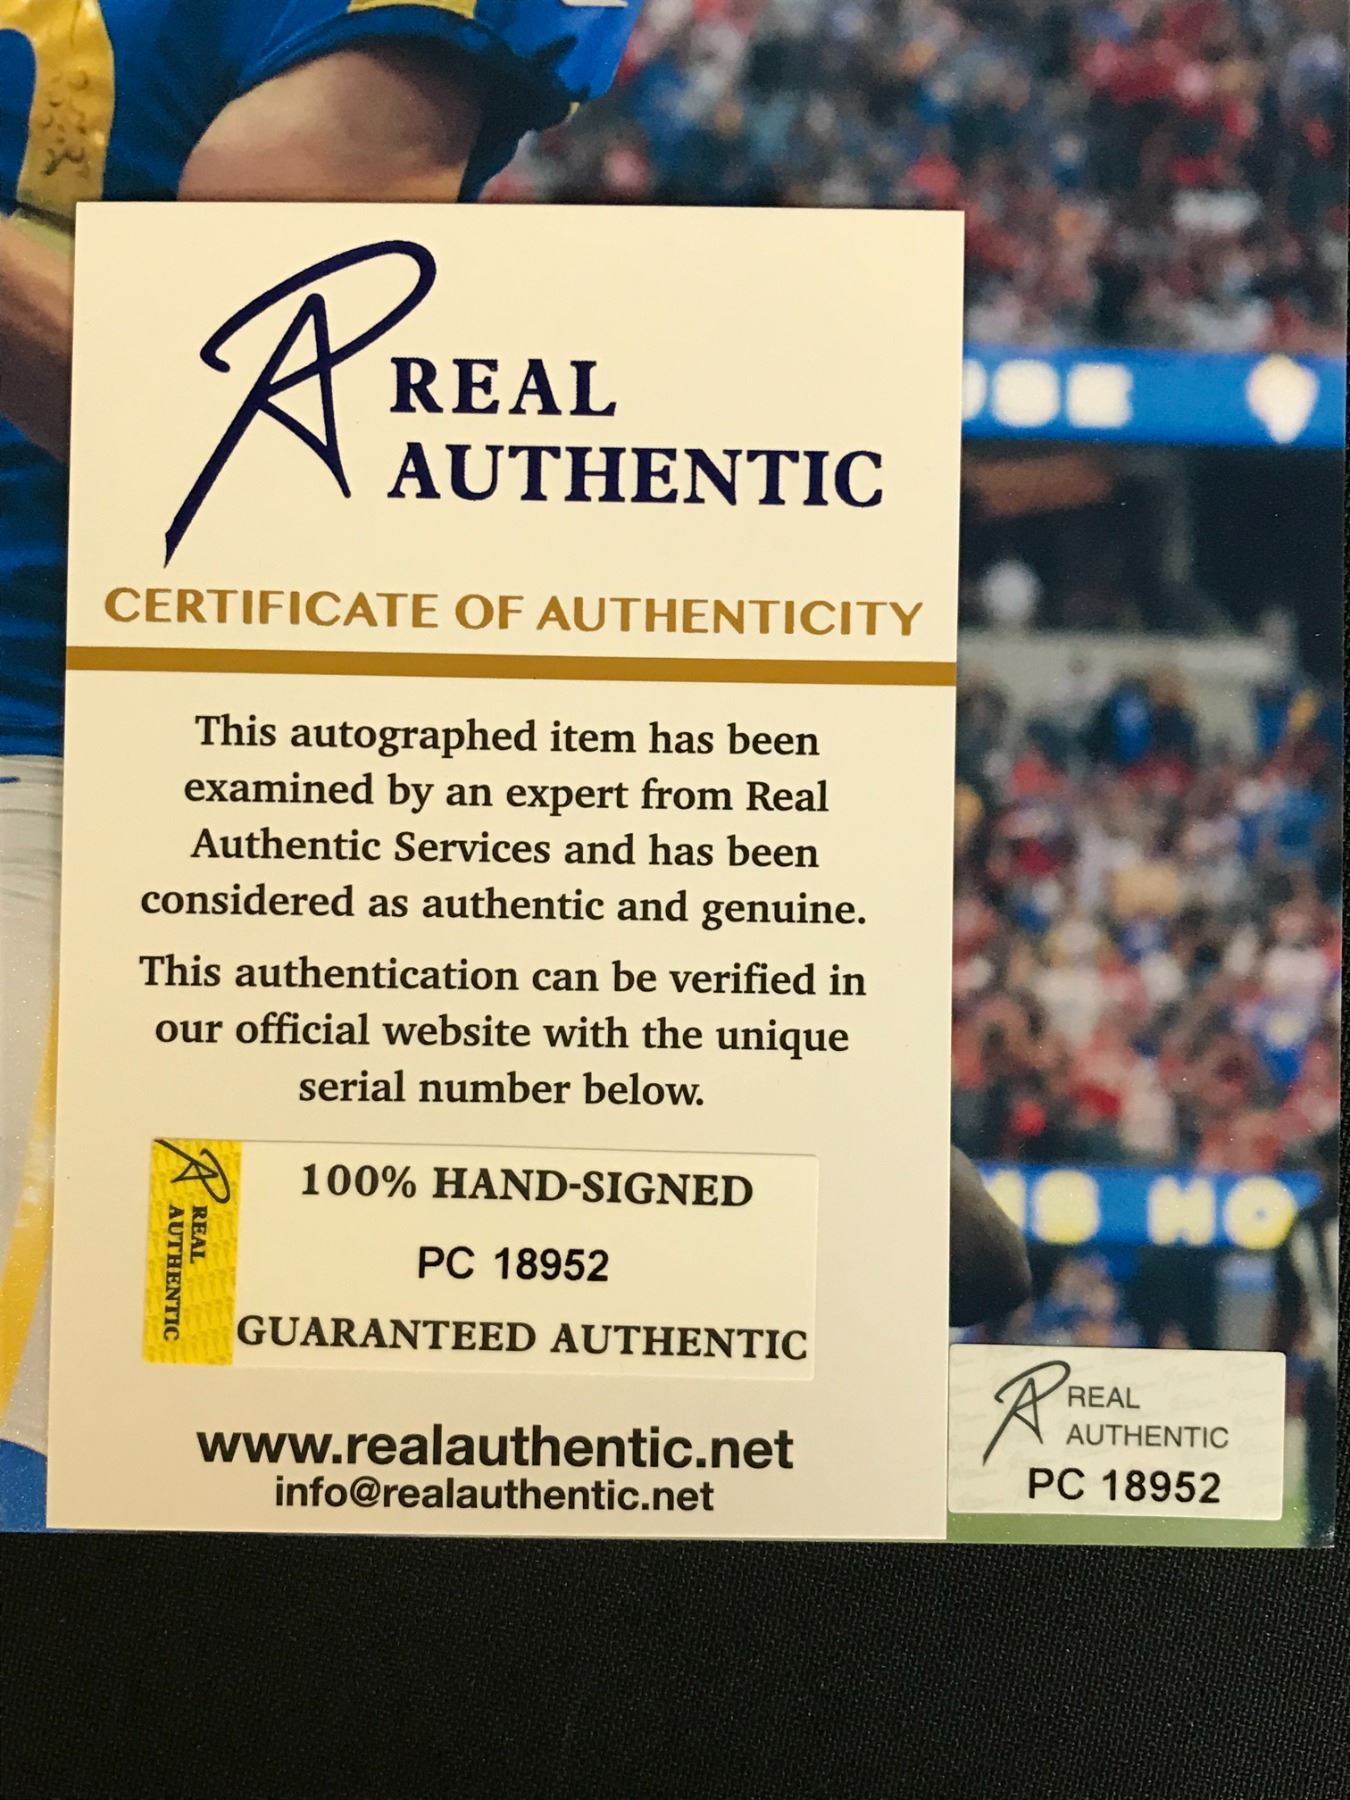 REAL
AUTHENTIC
CERTIFICATE OF AUTHENTICITY
This autographed item has been
examined by an expert from Real
Authentic Services and has been
considered as authentic and genuine.
This authentication can be verified in
our official website with the unique
serial number below.
REAL
AUTHENTIC
100% HAND-SIGNED
PC 18952
GUARANTEED AUTHENTIC
www.realauthentic.net
info@realauthentic.net
REAL
AUTHENTIC
PC 18952